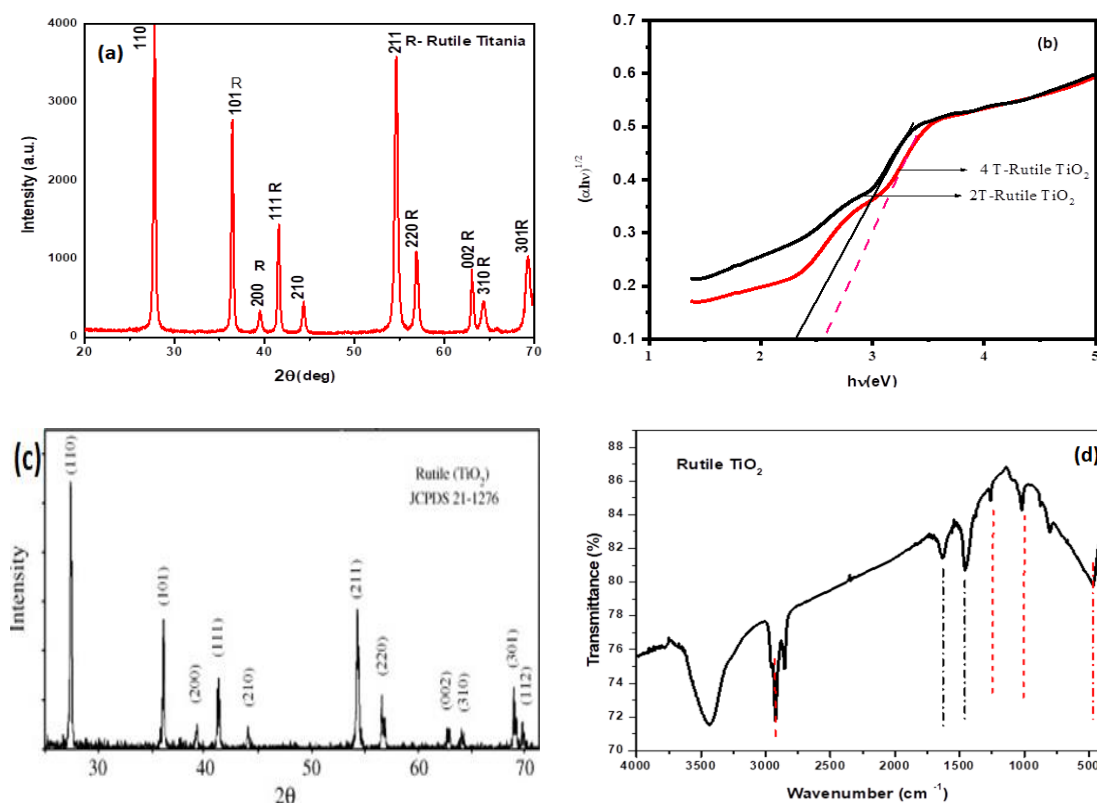 (a)
R- Rutile Titania
110
101 R
R
200
111 R
210
211
220 R
002 R
310 R
301R
4000
3000
2000
1000
0
Intensity (a.u.)
20 30 40 50 60 70
2θ(deg)
(b)
0.7
0.6
0.5
0.4
0.3
0.2
0.1
(αhν)1/2
4 T-Rutile TiO2
2T-Rutile TiO2
1 2 3 4 5
hν(eV)
(c)
Rutile (TiO2)
JCPDS 21-1276
(110)
(101)
(200)
(111)
(210)
(211)
(220)
(002)
(310)
(301)
(112)
Intensity
30 40 50 60 70
2θ
(d)
Rutile TiO2
88
86
84
82
80
78
76
74
72
70
Transmittance (%)
4000 3500 3000 2500 2000 1500 1000 500
Wavenumber (cm -1)